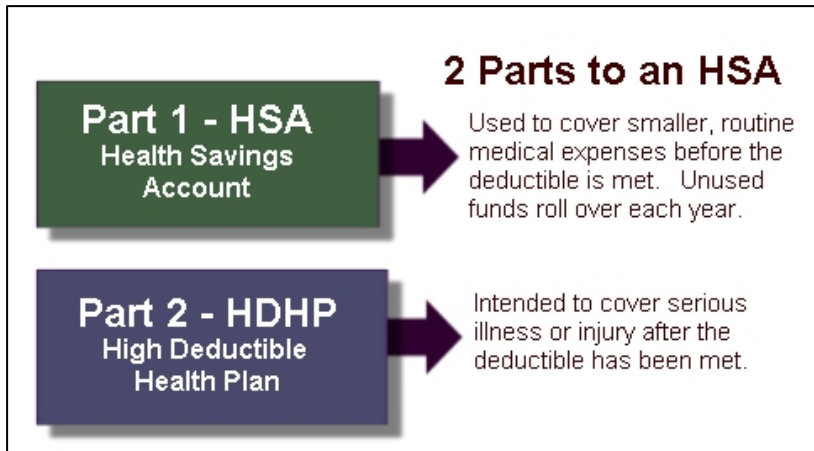 2 Parts to an HSA
Part 1 - HSA
Health Savings
Account
Used to cover smaller, routine
medical expenses before the
deductible is met. Unused
funds roll over each year.
Part 2 - HDHP
High Deductible
Health Plan
Intended to cover serious
illness or injury after the
deductible has been met.